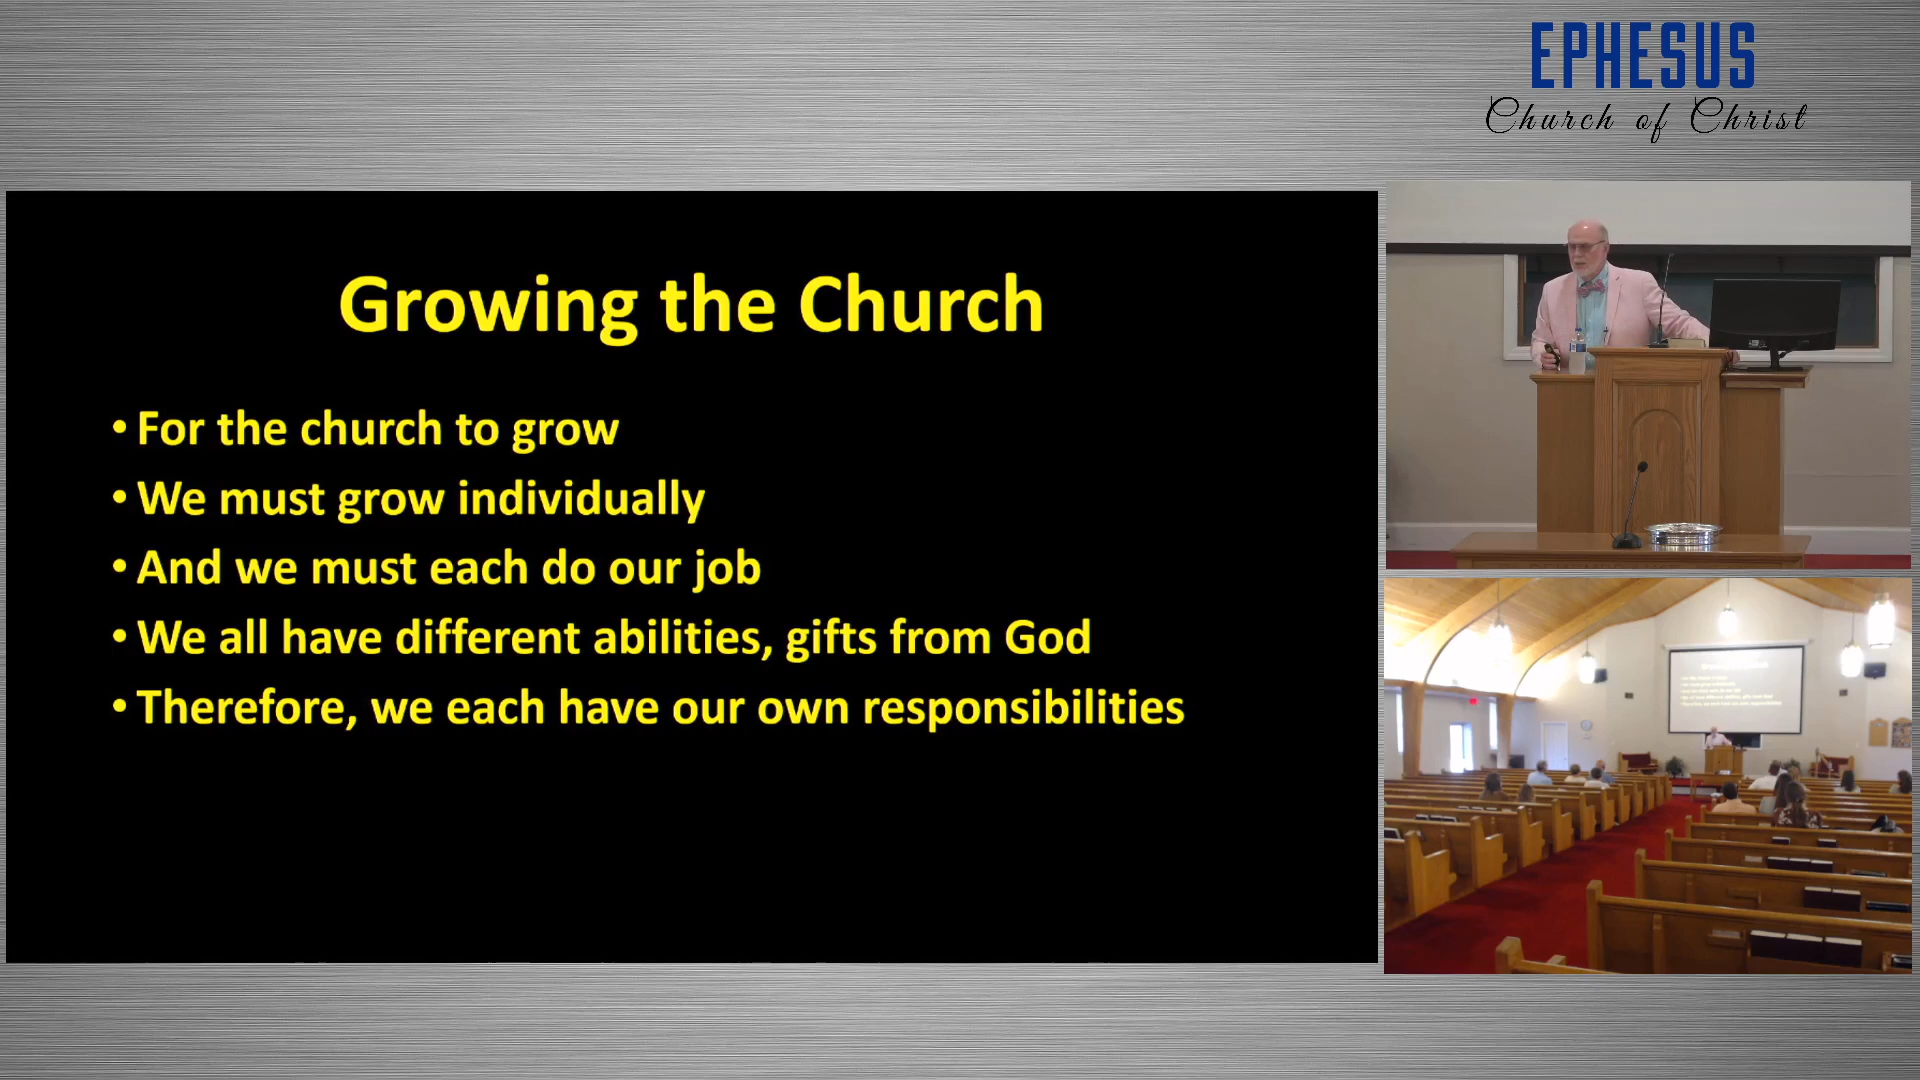 EPHESUS
Church of Christ
Growing the Church
• For the church to grow
• We must grow individually
• And we must each do our job
• We all have different abilities, gifts from God
• Therefore, we each have our own responsibilities